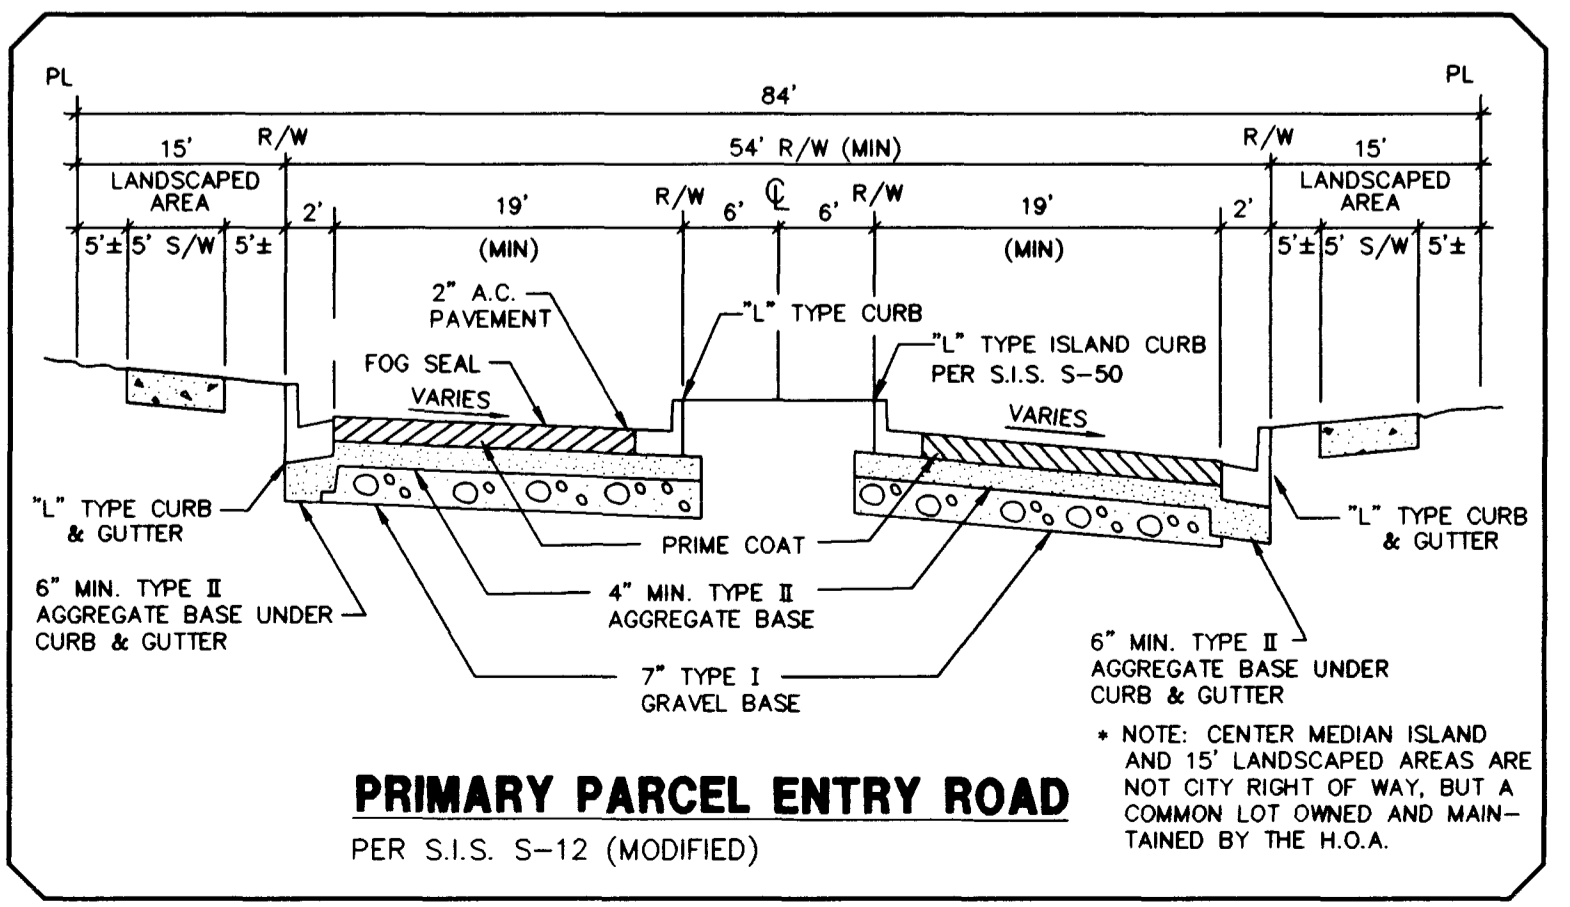 PL
PL
84'
15'
R/W
54' R/W (MIN)
R/W
15'
LANDSCAPED
AREA
2'
19'
R/W
6'
℄
6'
R/W
19'
2'
LANDSCAPED
AREA
5'±
5' S/W
5'±
(MIN)
(MIN)
5'±
5' S/W
5'±
2" A.C.
PAVEMENT
"L" TYPE CURB
FOG SEAL
"L" TYPE ISLAND CURB
PER S.I.S. S-50
VARIES
VARIES
"L" TYPE CURB
& GUTTER
PRIME COAT
"L" TYPE CURB
& GUTTER
6" MIN. TYPE II
AGGREGATE BASE UNDER
CURB & GUTTER
4" MIN. TYPE II
AGGREGATE BASE
6" MIN. TYPE II
AGGREGATE BASE UNDER
CURB & GUTTER
7" TYPE I
GRAVEL BASE
* NOTE: CENTER MEDIAN ISLAND
AND 15' LANDSCAPED AREAS ARE
NOT CITY RIGHT OF WAY, BUT A
COMMON LOT OWNED AND MAIN-
TAINED BY THE H.O.A.
PRIMARY PARCEL ENTRY ROAD
PER S.I.S. S-12 (MODIFIED)